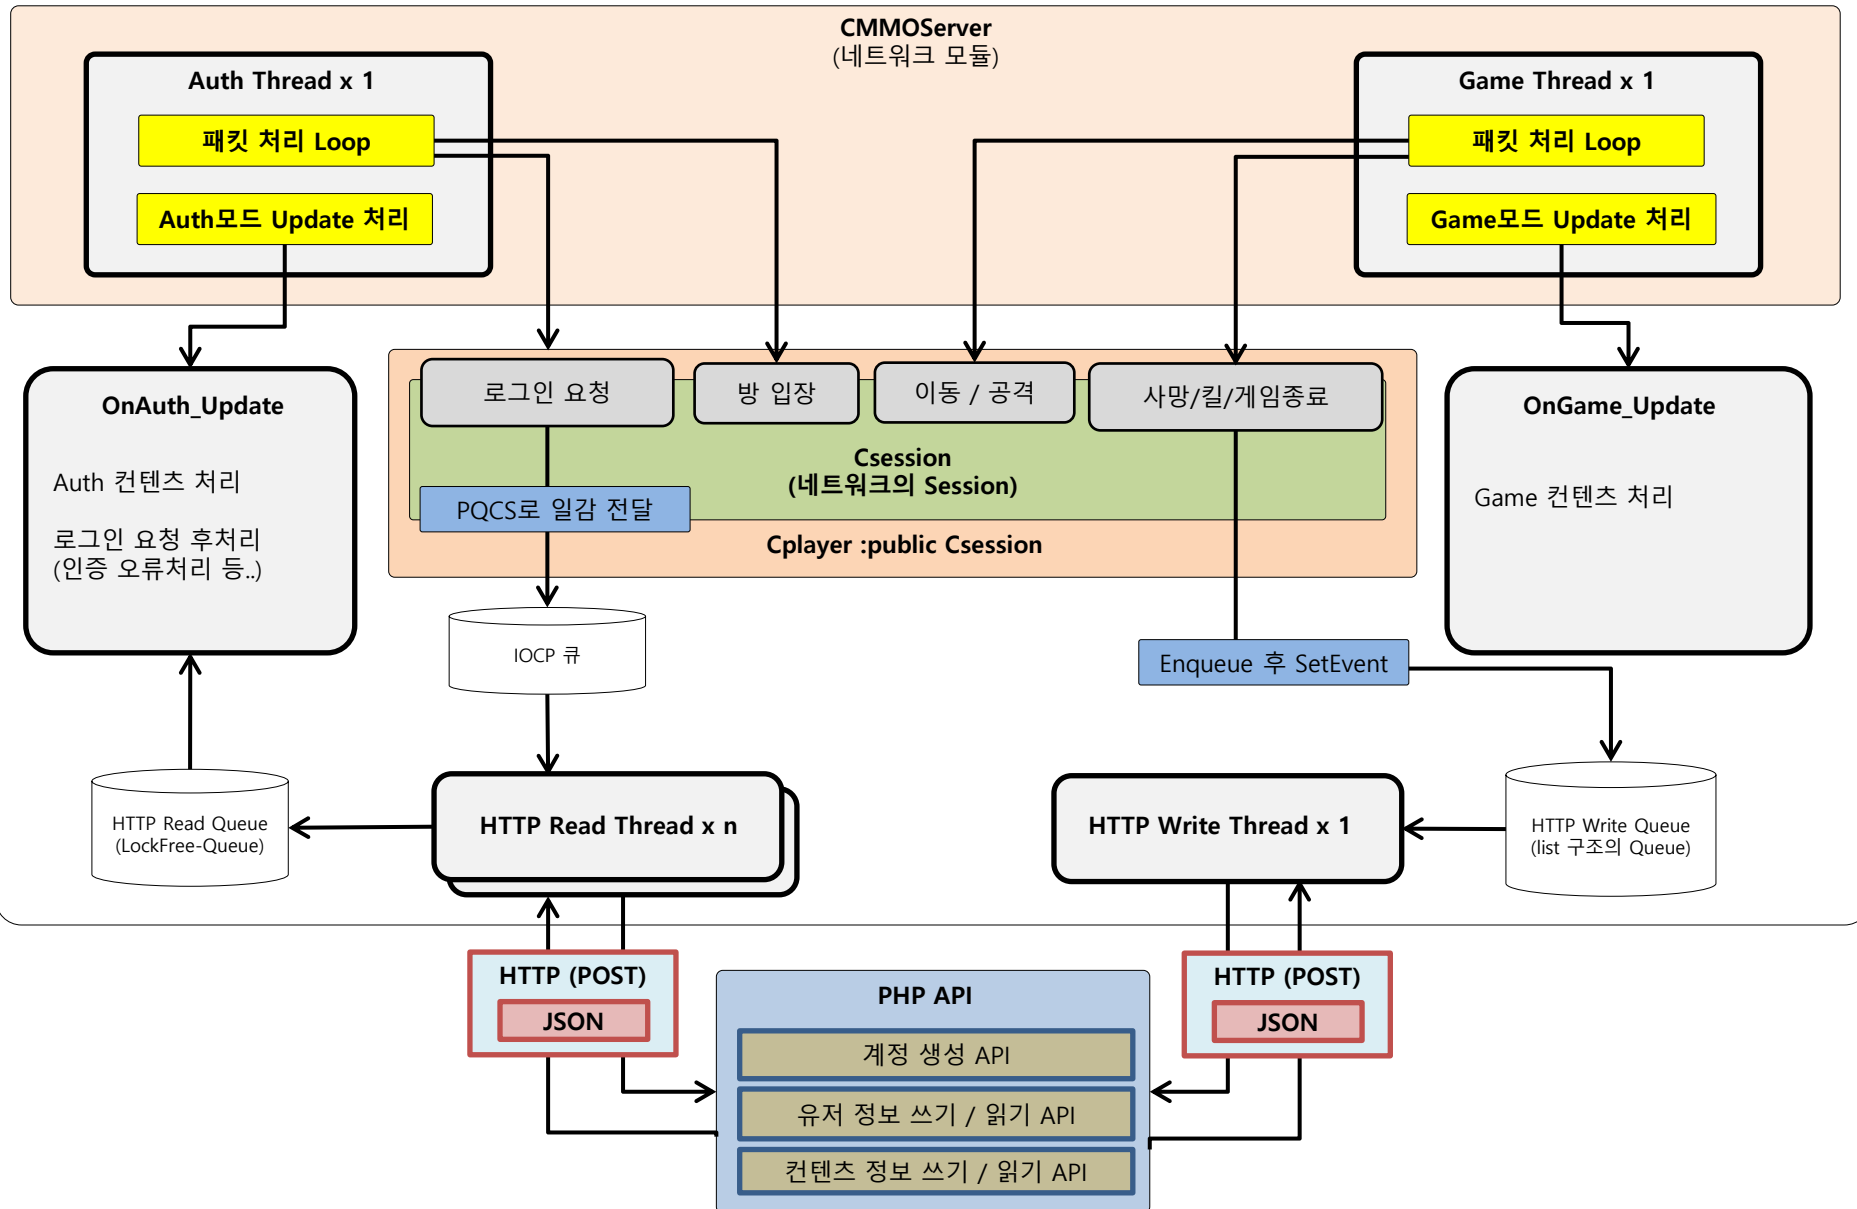 CMMOServer
(네트워크 모듈)
Auth Thread x 1
패킷 처리 Loop
Auth모드 Update 처리
Game Thread x 1
패킷 처리 Loop
Game모드 Update 처리
OnAuth_Update
Auth 컨텐츠 처리
로그인 요청 후처리
(인증 오류처리 등..)
로그인 요청
방 입장
이동 / 공격
사망/킬/게임종료
Csession
(네트워크의 Session)
PQCS로 일감 전달
Cplayer :public Csession
OnGame_Update
Game 컨텐츠 처리
IOCP 큐
Enqueue 후 SetEvent
HTTP Read Queue
(LockFree-Queue)
HTTP Read Thread x n
HTTP Write Thread x 1
HTTP Write Queue
(list 구조의 Queue)
HTTP (POST)
JSON
PHP API
계정 생성 API
유저 정보 쓰기 / 읽기 API
컨텐츠 정보 쓰기 / 읽기 API
HTTP (POST)
JSON